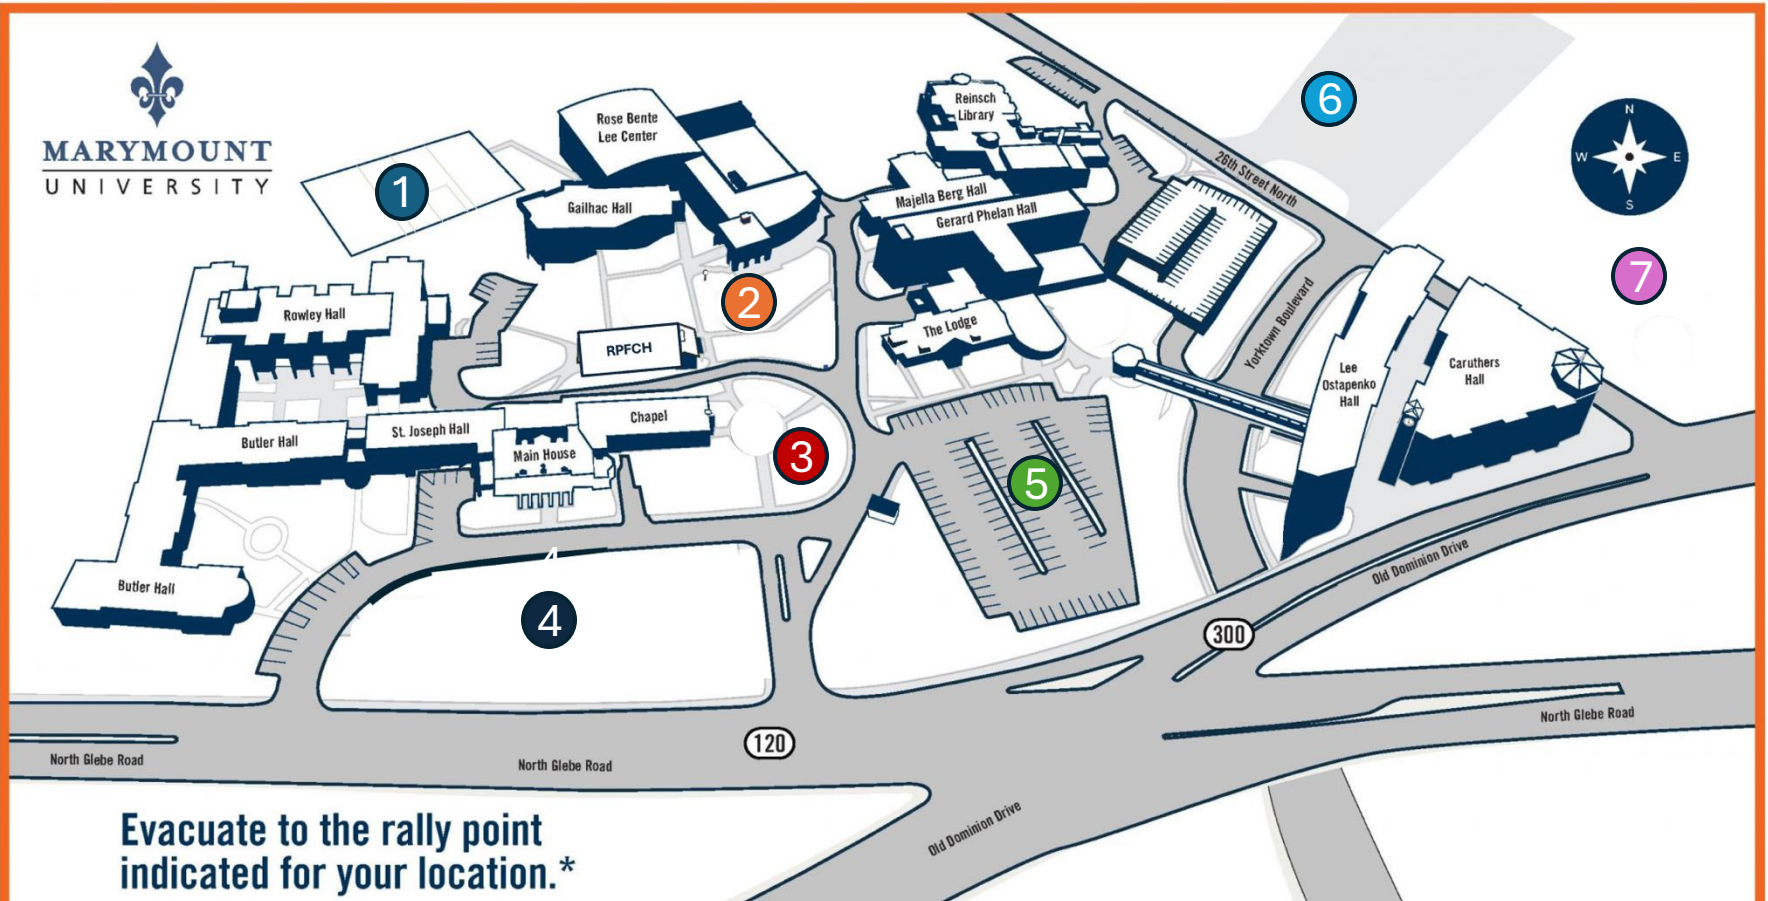 MARYMOUNT
UNIVERSITY
Rose Bente
Lee Center
Reinsch
Library
6
N
W
E
S
1
Gailhac Hall
Majella Berg Hall
Gerard Phelan Hall
26th Street North
7
Rowley Hall
2
RPFCH
The Lodge
Yorktown Boulevard
Lee
Ostapenko
Hall
Caruthers
Hall
Butler Hall
St. Joseph Hall
Chapel
Main House
3
5
4
Butler Hall
4
Old Dominion Drive
300
120
North Glebe Road
North Glebe Road
North Glebe Road
Old Dominion Drive
Evacuate to the rally point
indicated for your location.*